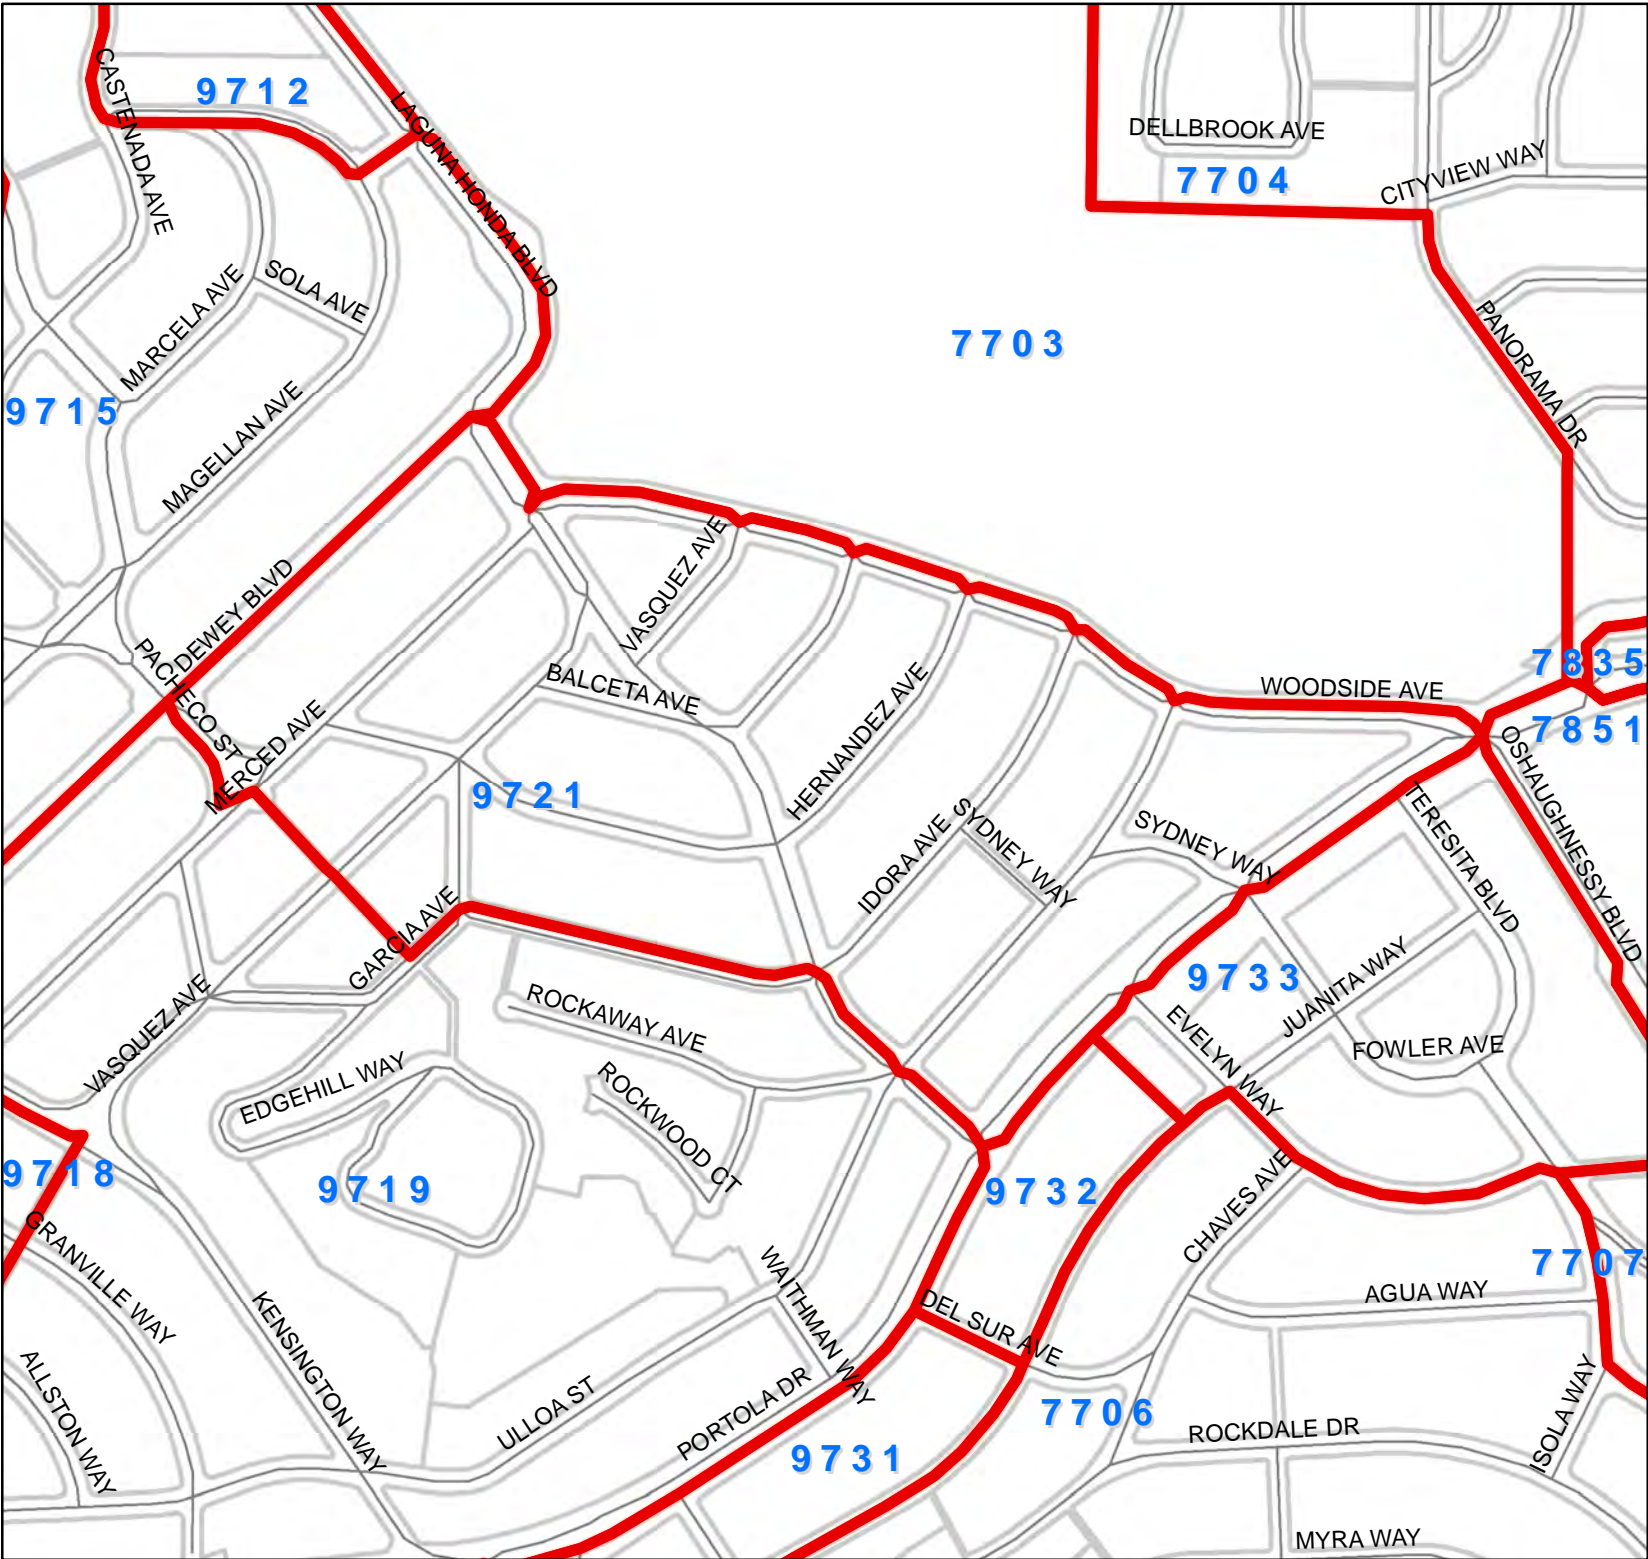 CASTENADA AVE
9712
LAGUNA HONDA BLVD
DELLBROOK AVE
7704
CITYVIEW WAY
MARCELA AVE
SOLA AVE
7703
PANORAMA DR
9715
MAGELLAN AVE
DEWEY BLVD
VASQUEZ AVE
PACHECO ST
BALCETA AVE
HERNANDEZ AVE
WOODSIDE AVE
7835
7851
MERCED AVE
9721
OSHAUGHNESSY BLVD
TERESITA BLVD
SYDNEY WAY
SYDNEY WAY
IDORA AVE
GARCIA AVE
9733
JUANITA WAY
VASQUEZ AVE
ROCKAWAY AVE
EVELYN WAY
FOWLER AVE
EDGEHILL WAY
ROCKWOOD CT
9718
9719
9732
CHAVES AVE
GRANVILLE WAY
7707
AGUA WAY
WAITHMAN WAY
DEL SUR AVE
KENSINGTON WAY
ALLSTON WAY
ULLOA ST
PORTOLA DR
7706
ROCKDALE DR
ISOLA WAY
9731
MYRA WAY